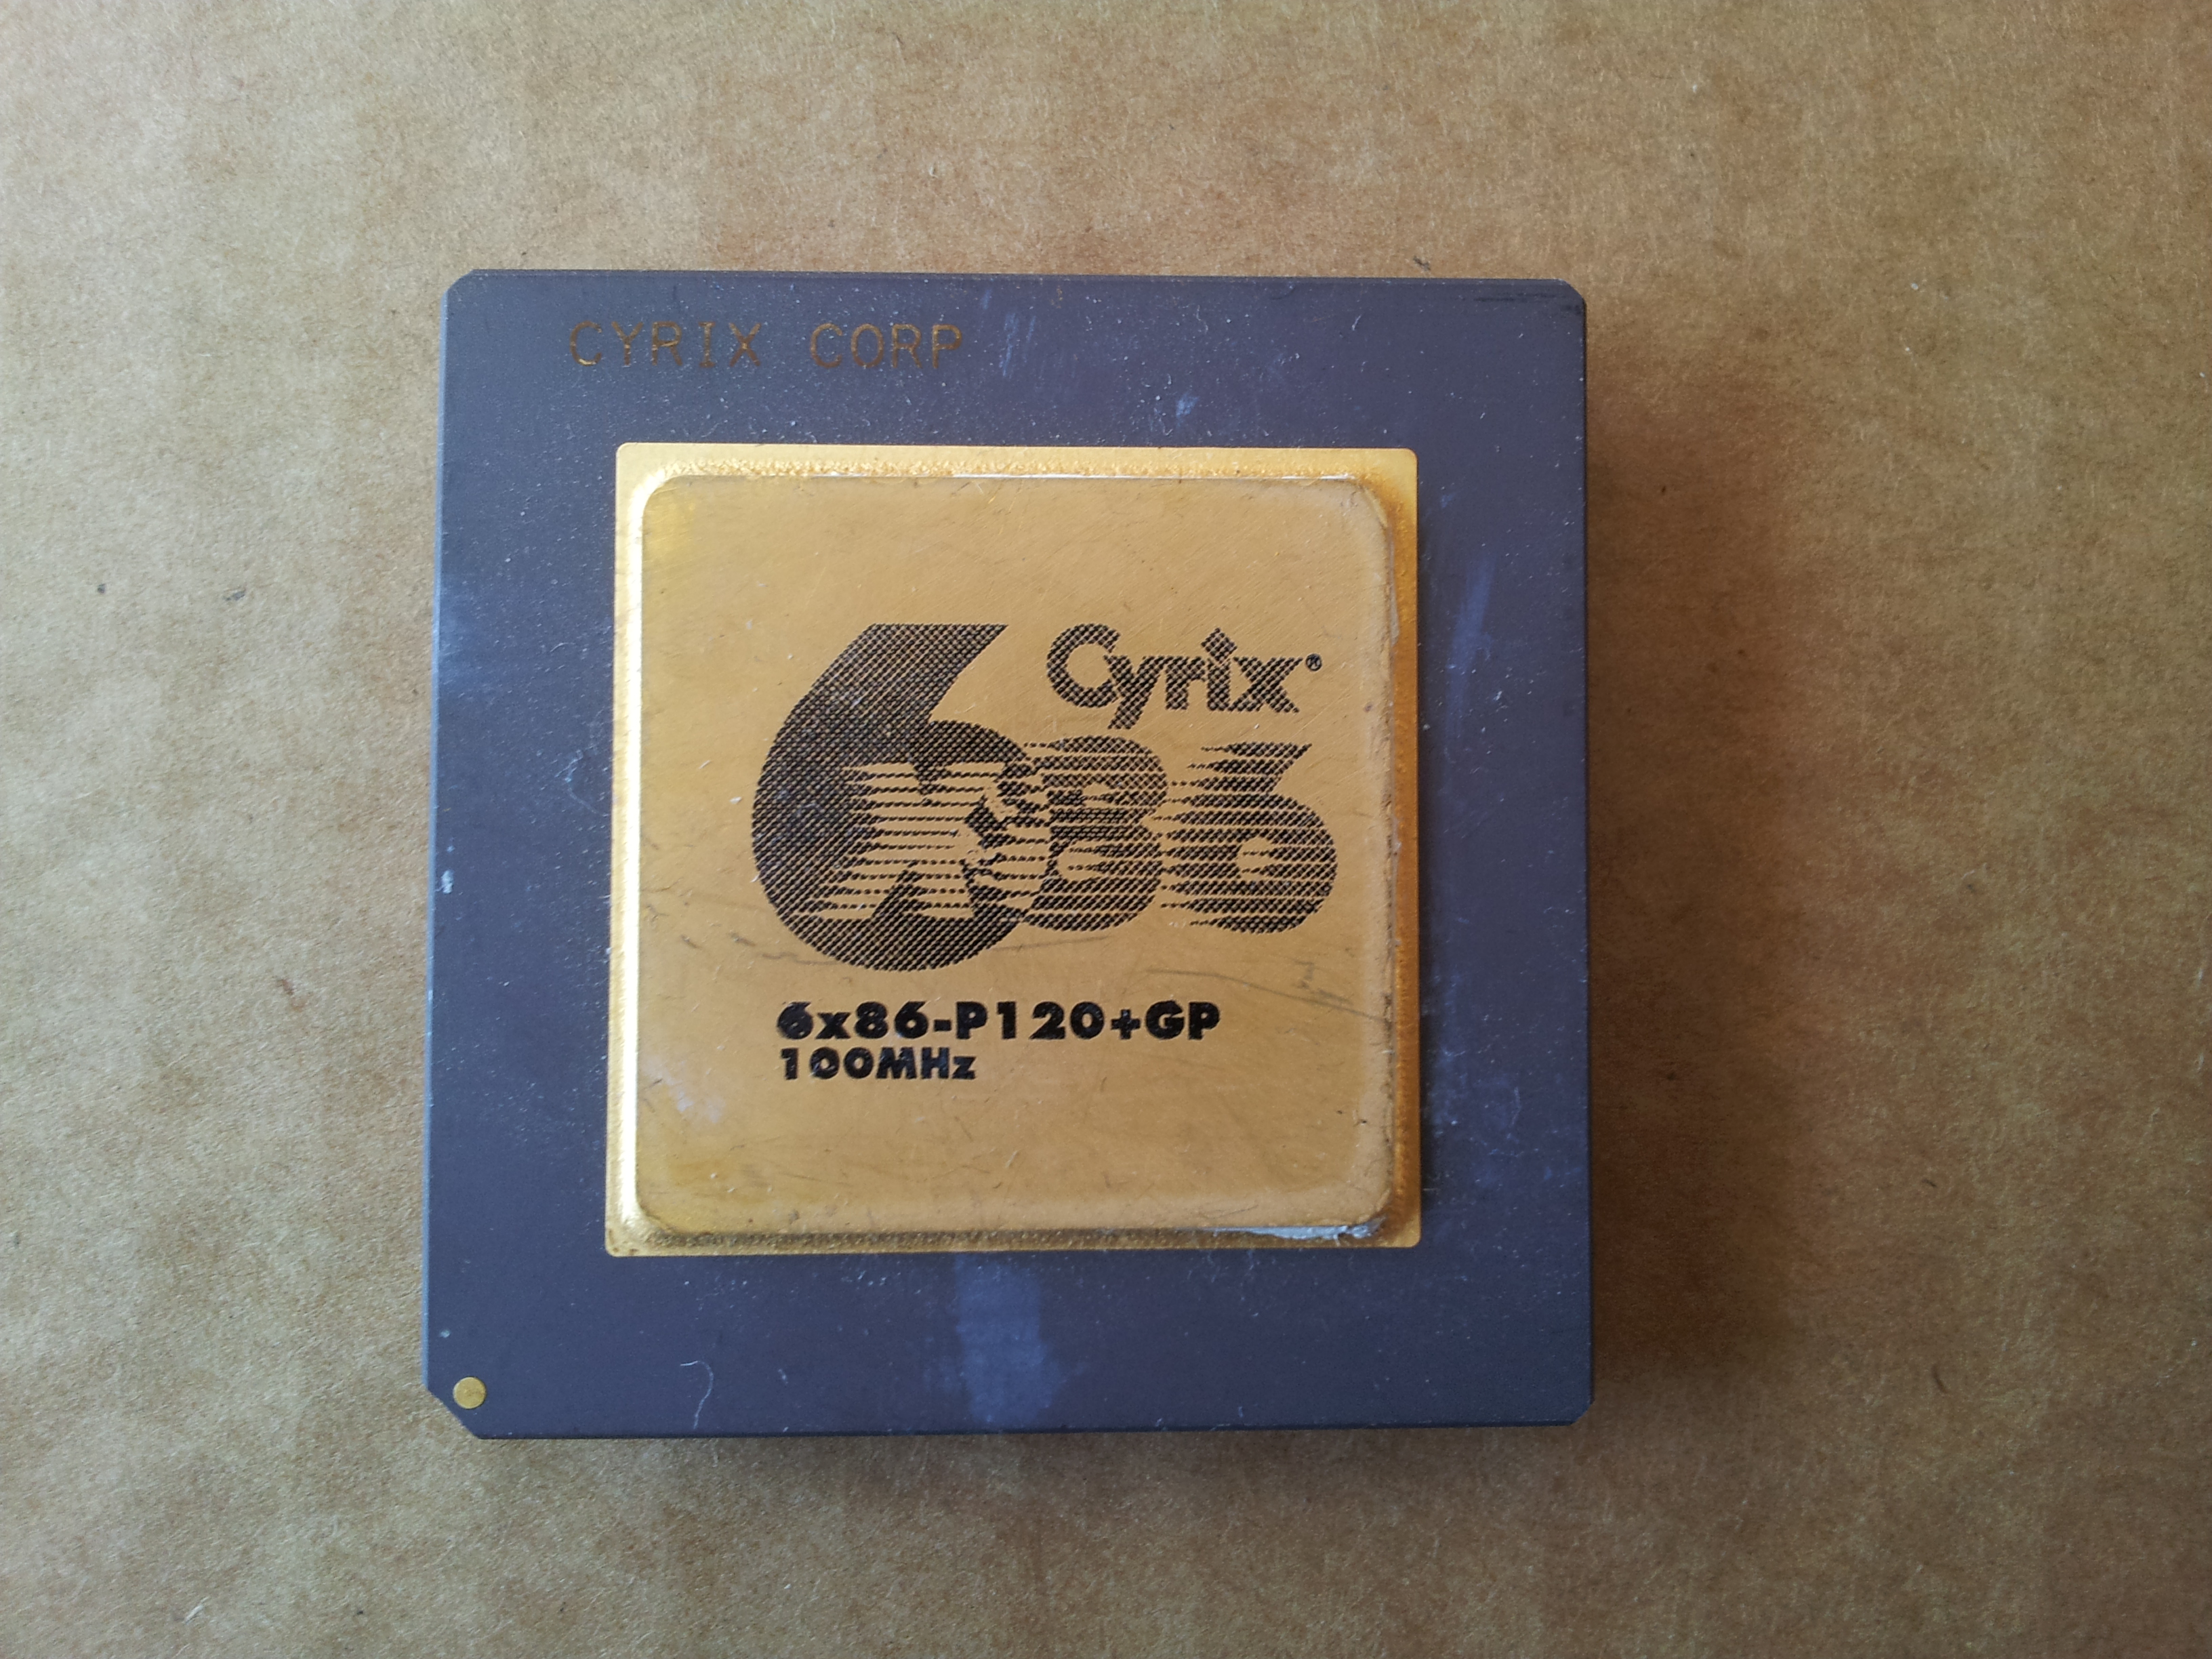 CYRIX CORP
Cyrix®
6x86
6x86-P120+GP
100MHz